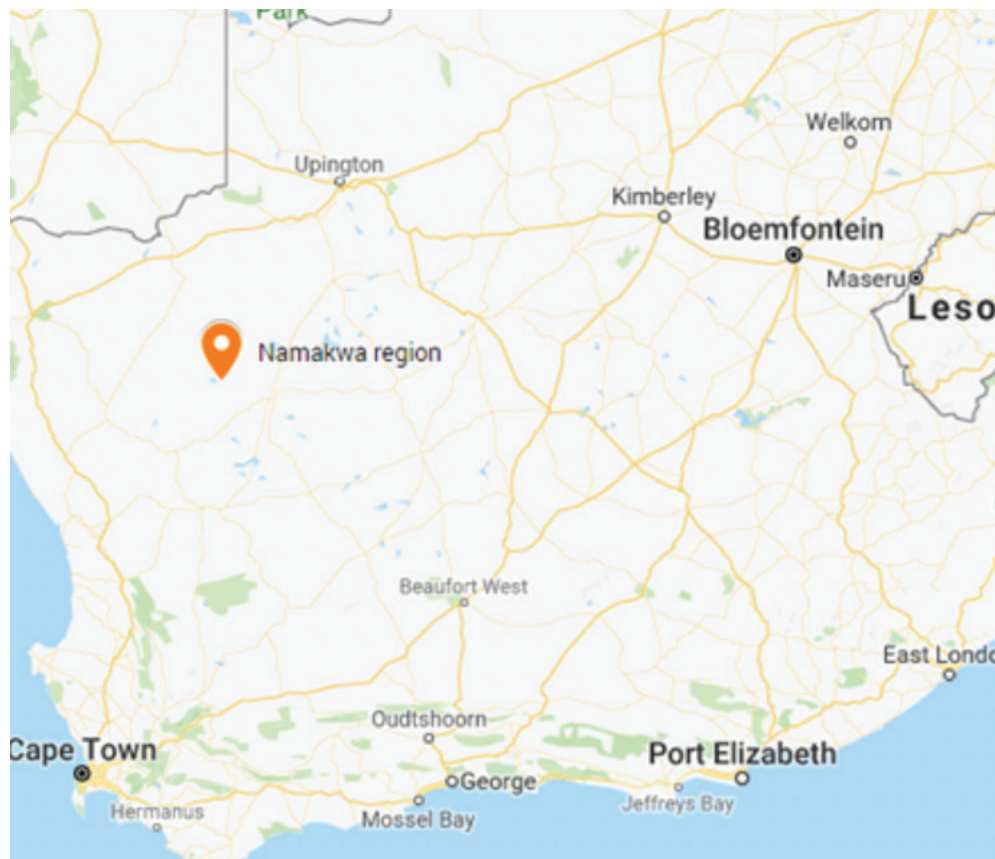 Park
Welkom
Upington
Kimberley
Bloemfontein
Maseru
Leso
Namakwa region
Beaufort West
East Londo
Oudtshoorn
Cape Town
Port Elizabeth
George
Jeffreys Bay
Hermanus
Mossel Bay